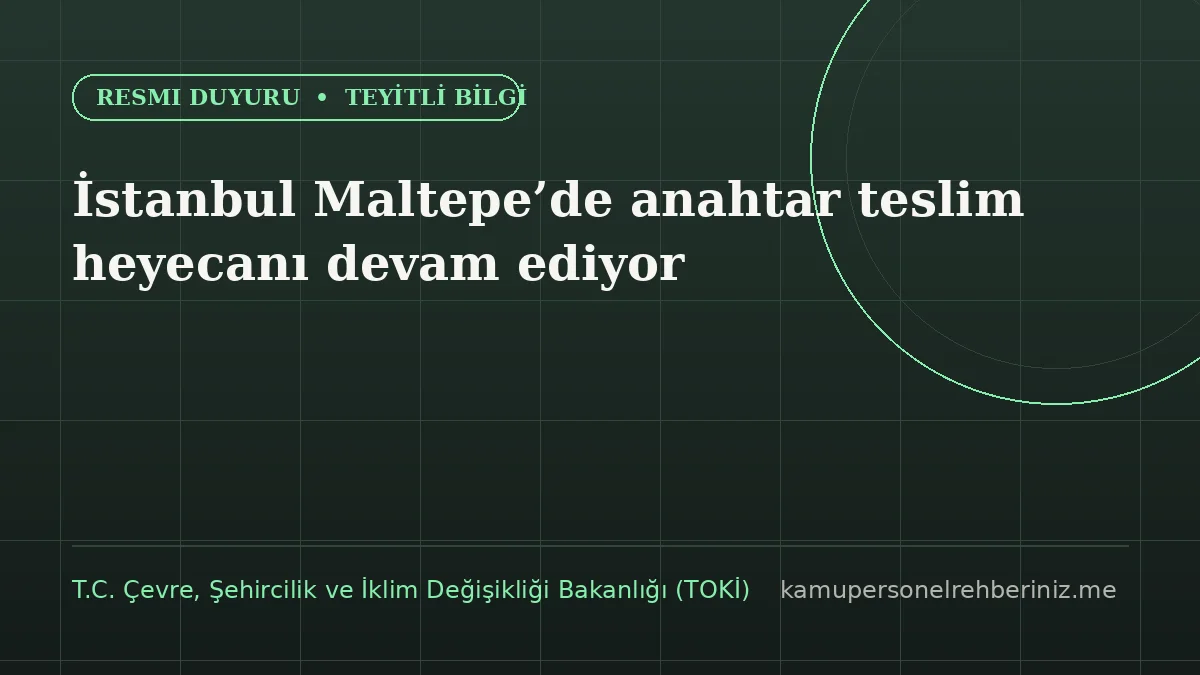 RESMI DUYURU • TEYİTLİ BİLGİ
İstanbul Maltepe’de anahtar teslim
heyecanı devam ediyor
T.C. Çevre, Şehircilik ve İklim Değişikliği Bakanlığı (TOKİ) kamupersonelrehberiniz.me